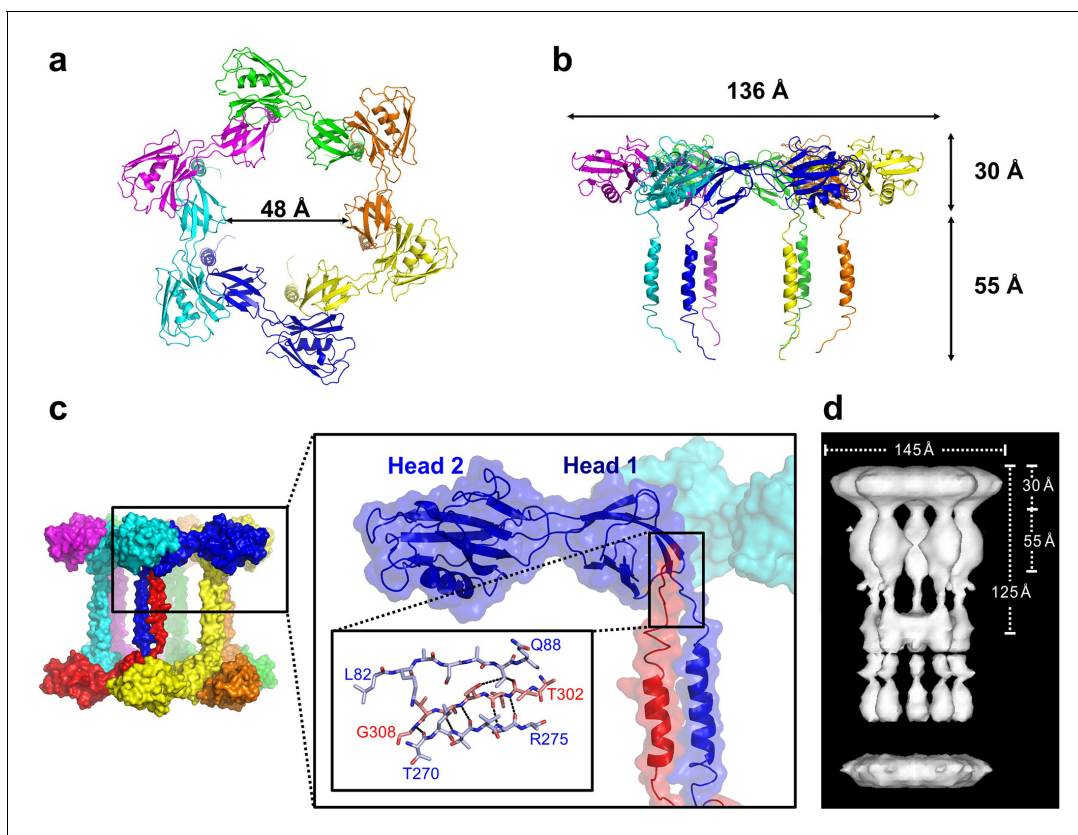 a
48 Å
b
136 Å
30 Å
55 Å
c
Head 2
Head 1
L82
Q88
G308
T302
T270
R275
d
145 Å
30 Å
55 Å
125 Å